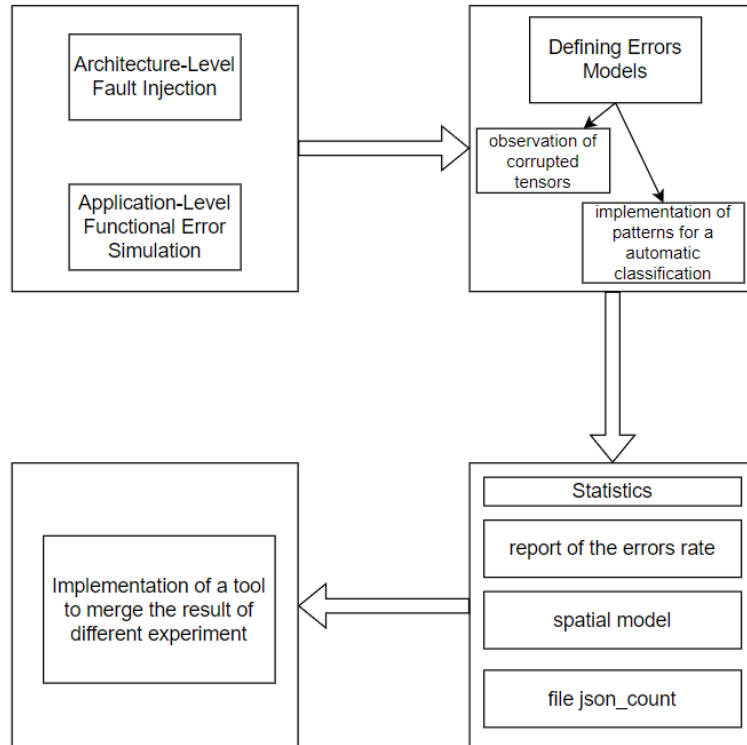 Architecture-Level
Fault Injection
Application-Level
Functional Error
Simulation
Defining Errors
Models
observation of
corrupted
tensors
implementation of
patterns for a
automatic
classification
Statistics
report of the errors rate
spatial model
file json_count
Implementation of a tool
to merge the result of
different experiment